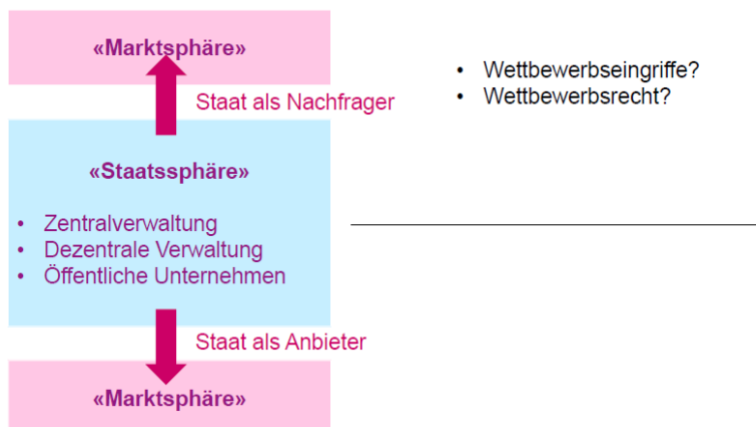 «Marktsphäre»
Staat als Nachfrager
• Wettbewerbseingriffe?
• Wettbewerbsrecht?
«Staatssphäre»
• Zentralverwaltung
• Dezentrale Verwaltung
• Öffentliche Unternehmen
Staat als Anbieter
«Marktsphäre»